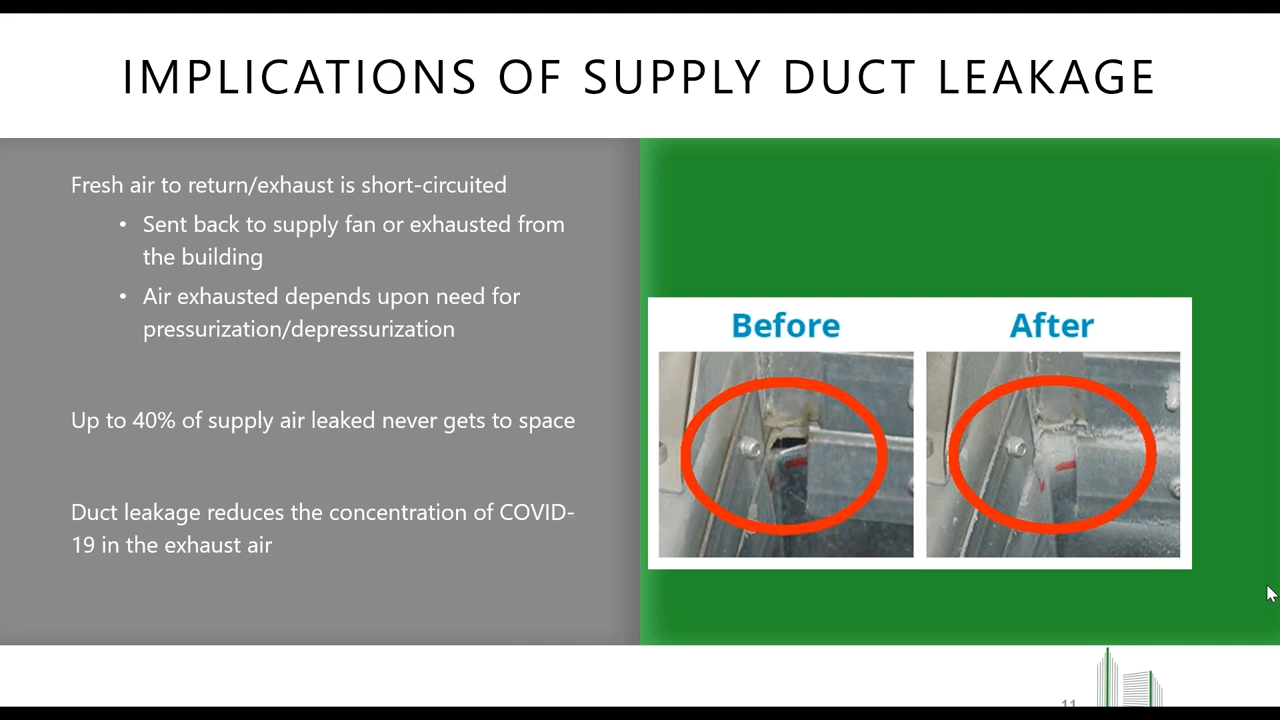 IMPLICATIONS OF SUPPLY DUCT LEAKAGE
Fresh air to return/exhaust is short-circuited
• Sent back to supply fan or exhausted from
the building
• Air exhausted depends upon need for
pressurization/depressurization
Up to 40% of supply air leaked never gets to space
Duct leakage reduces the concentration of COVID-
19 in the exhaust air
Before
After
11